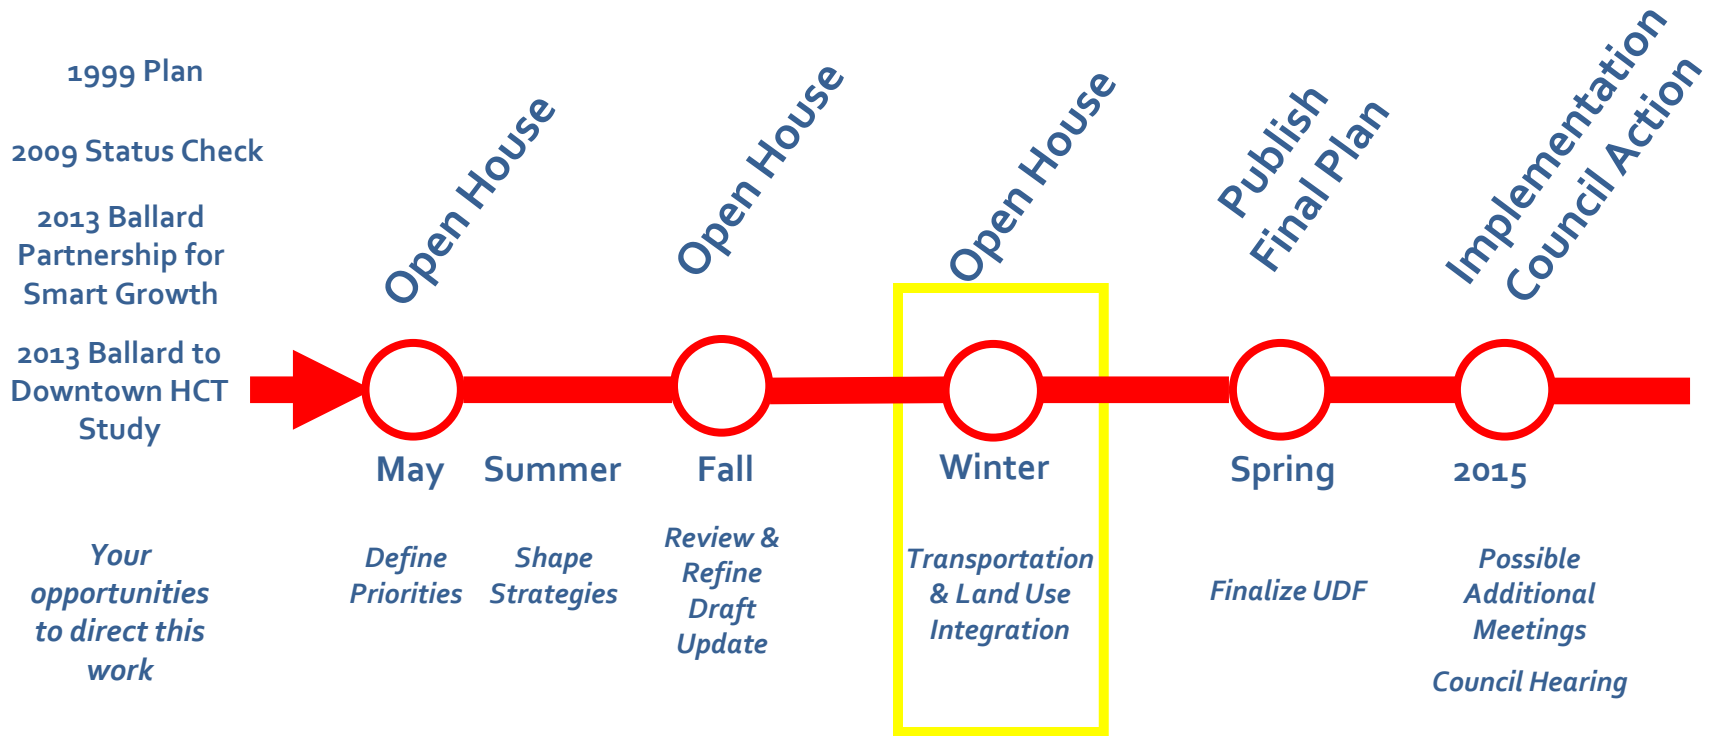 1999 Plan
2009 Status Check
2013 Ballard
Partnership for
Smart Growth
2013 Ballard to
Downtown HCT
Study
Open House
Open House
Open House
Publish
Final Plan
Implementation
Council Action
May
Summer
Fall
Winter
Spring
2015
Your
opportunities
to direct this
work
Define
Priorities
Shape
Strategies
Review &
Refine
Draft
Update
Transportation
& Land Use
Integration
Finalize UDF
Possible
Additional
Meetings
Council Hearing